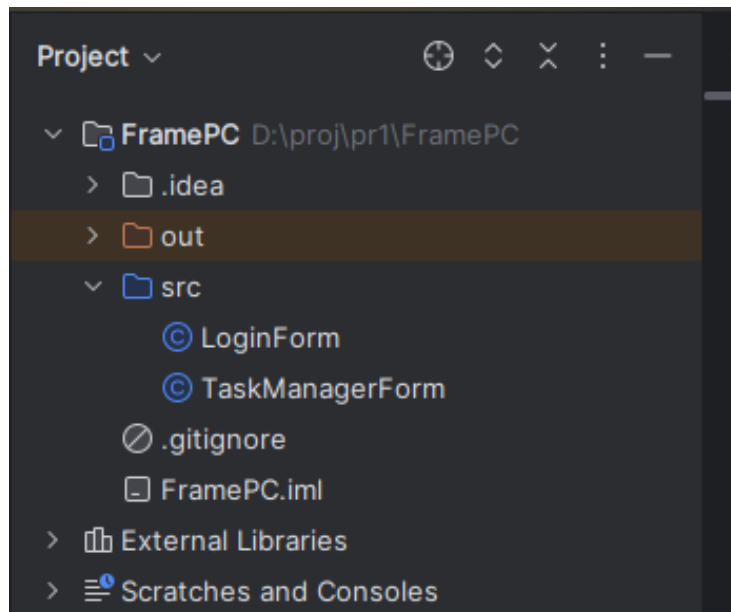 Project
FramePC D:\proj\pr1\FramePC
.idea
out
src
LoginForm
TaskManagerForm
.gitignore
FramePC.iml
External Libraries
Scratches and Consoles